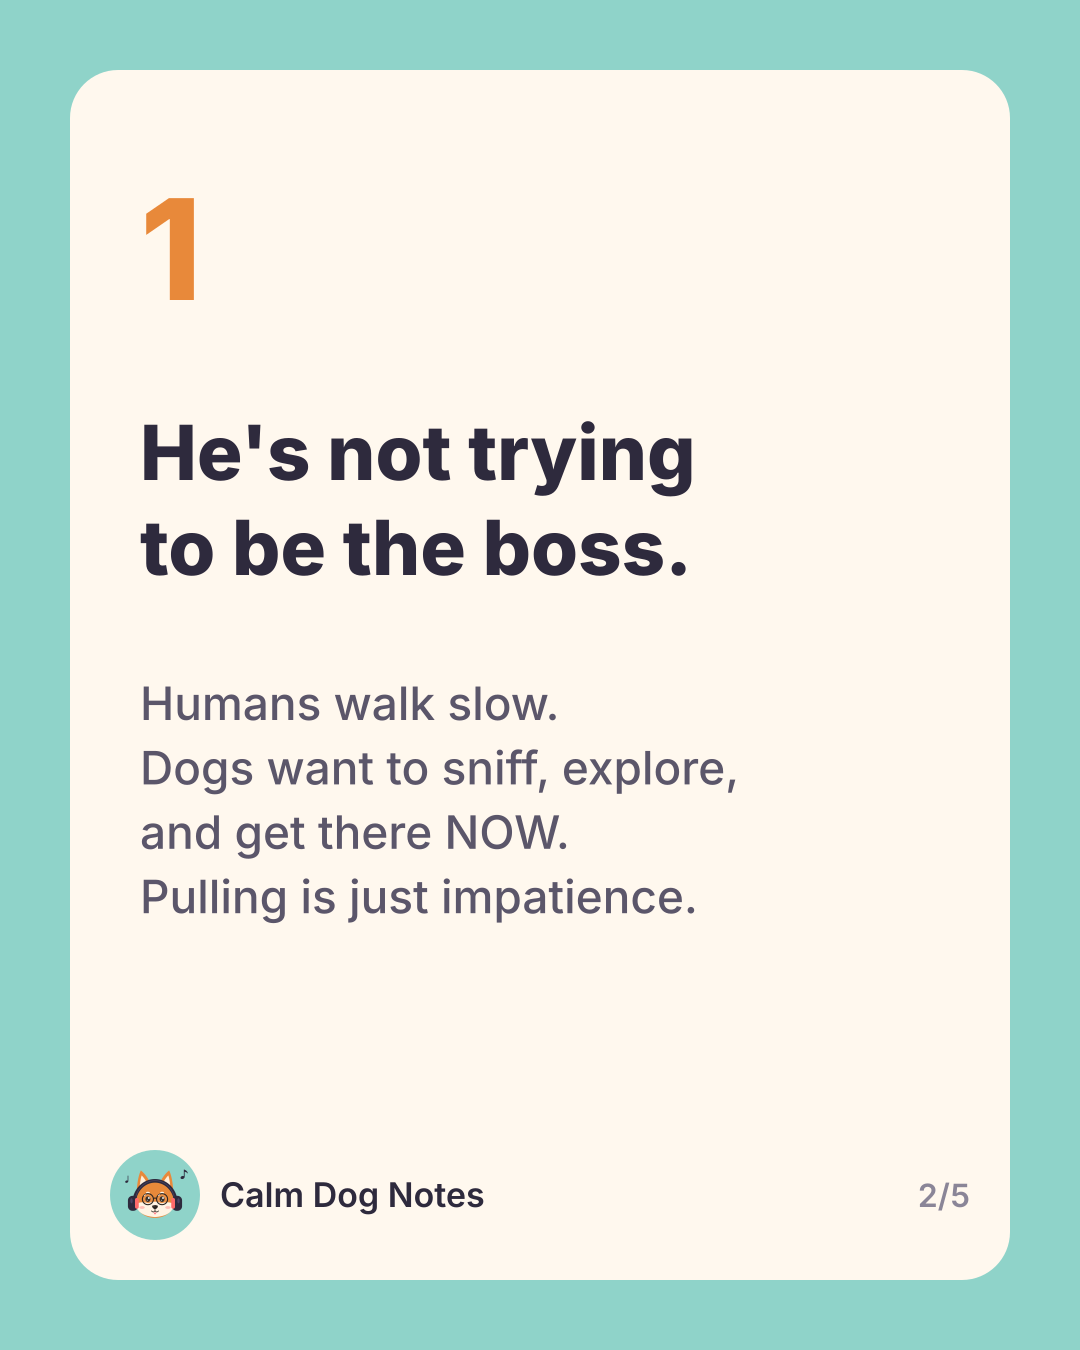 1
He's not trying
to be the boss.
Humans walk slow.
Dogs want to sniff, explore,
and get there NOW.
Pulling is just impatience.
Calm Dog Notes
2/5